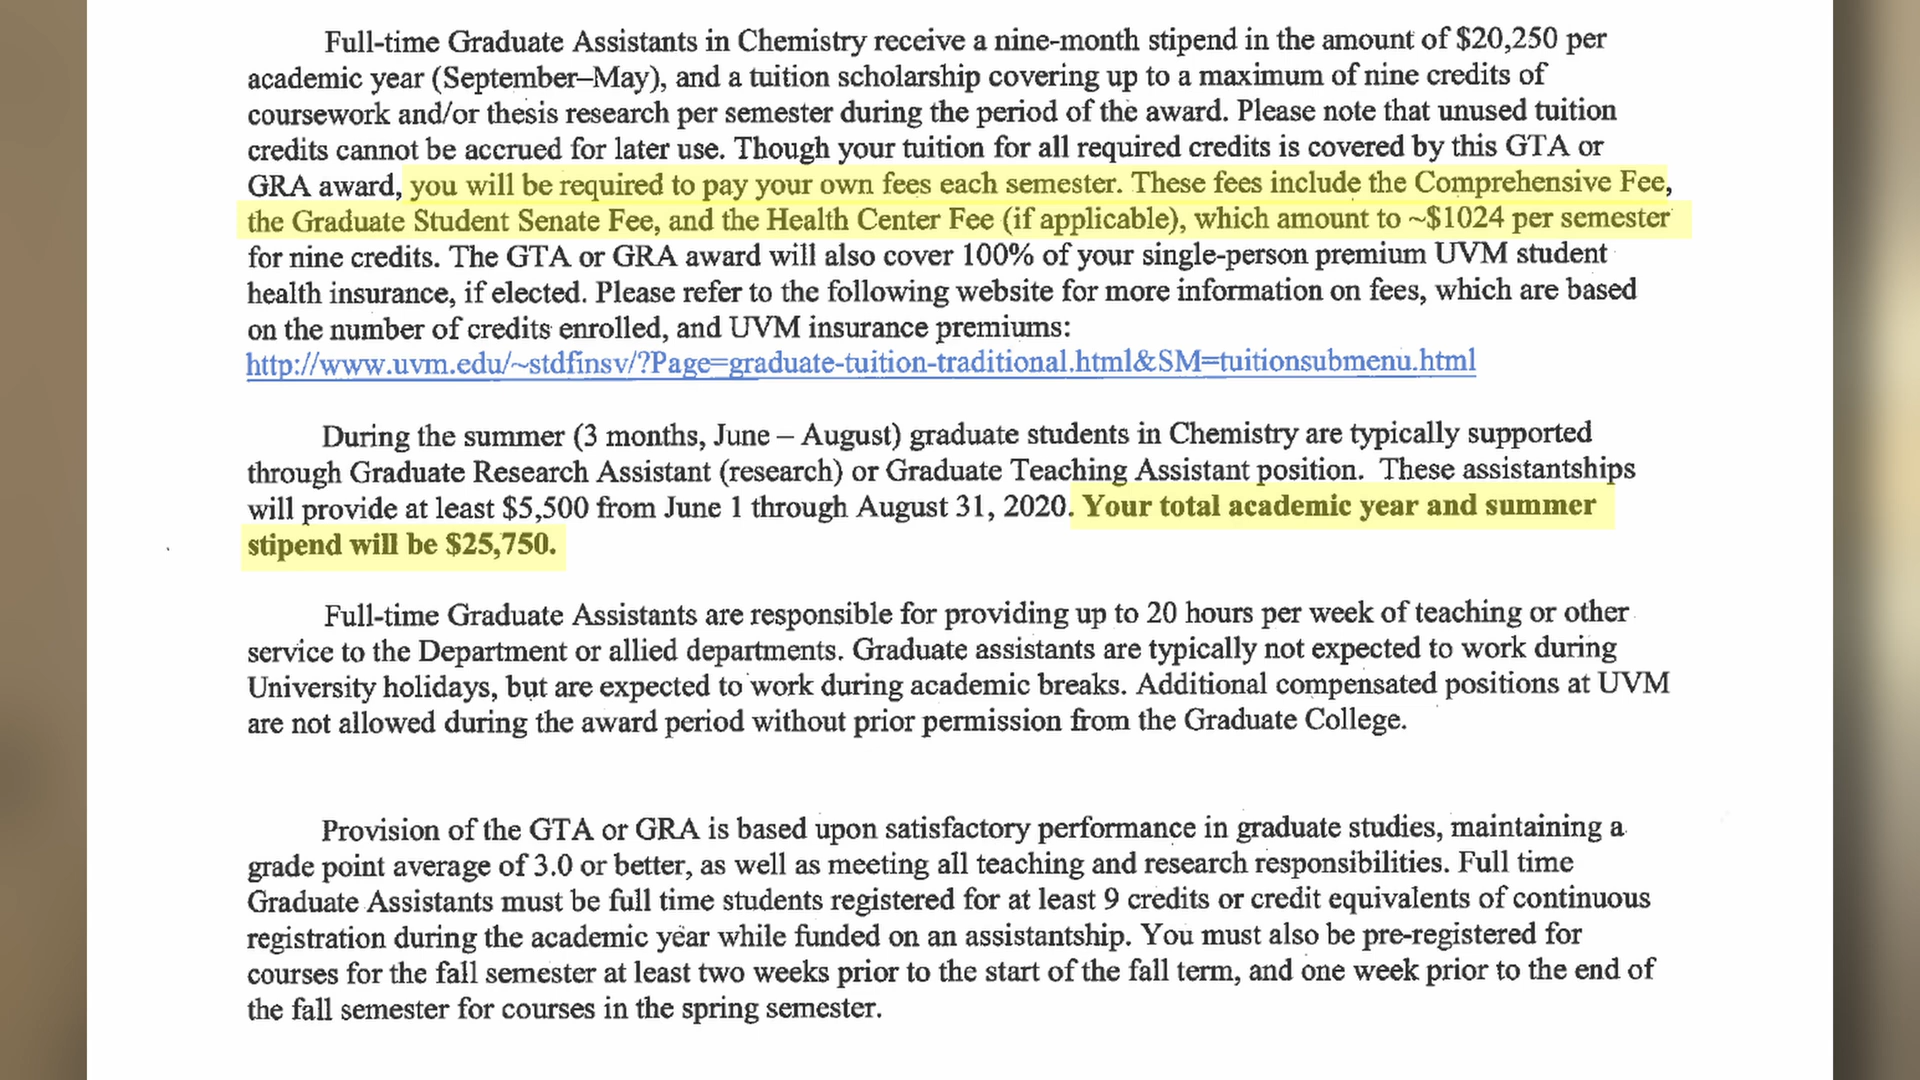 Full-time Graduate Assistants in Chemistry receive a nine-month stipend in the amount of $20,250 per
academic year (September–May), and a tuition scholarship covering up to a maximum of nine credits of
coursework and/or thesis research per semester during the period of the award. Please note that unused tuition
credits cannot be accrued for later use. Though your tuition for all required credits is covered by this GTA or
GRA award, you will be required to pay your own fees each semester. These fees include the Comprehensive Fee,
the Graduate Student Senate Fee, and the Health Center Fee (if applicable), which amount to ~$1024 per semester
for nine credits. The GTA or GRA award will also cover 100% of your single-person premium UVM student
health insurance, if elected. Please refer to the following website for more information on fees, which are based
on the number of credits enrolled, and UVM insurance premiums:
http://www.uvm.edu/~stdfinsv/?Page=graduate-tuition-traditional.html&SM=tuitionsubmenu.html
During the summer (3 months, June – August) graduate students in Chemistry are typically supported
through Graduate Research Assistant (research) or Graduate Teaching Assistant position. These assistantships
will provide at least $5,500 from June 1 through August 31, 2020. Your total academic year and summer
stipend will be $25,750.
Full-time Graduate Assistants are responsible for providing up to 20 hours per week of teaching or other
service to the Department or allied departments. Graduate assistants are typically not expected to work during
University holidays, but are expected to work during academic breaks. Additional compensated positions at UVM
are not allowed during the award period without prior permission from the Graduate College.
Provision of the GTA or GRA is based upon satisfactory performance in graduate studies, maintaining a
grade point average of 3.0 or better, as well as meeting all teaching and research responsibilities. Full time
Graduate Assistants must be full time students registered for at least 9 credits or credit equivalents of continuous
registration during the academic year while funded on an assistantship. You must also be pre-registered for
courses for the fall semester at least two weeks prior to the start of the fall term, and one week prior to the end of
the fall semester for courses in the spring semester.